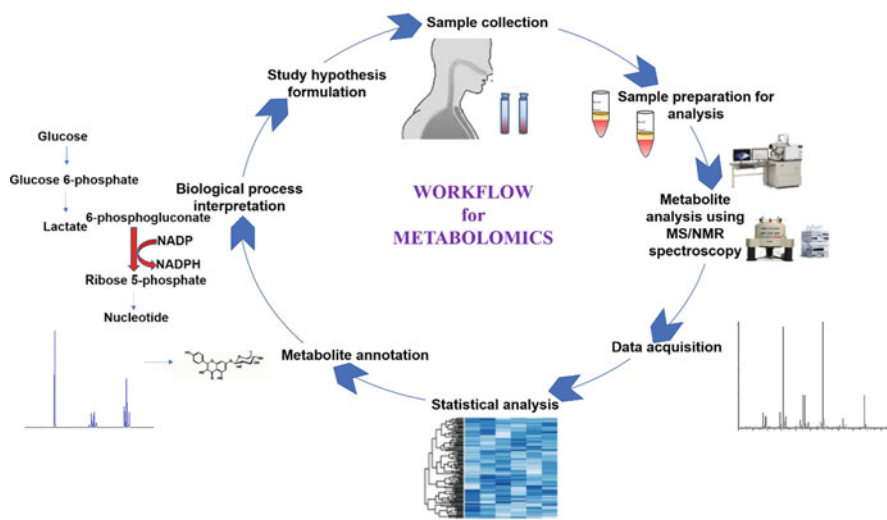 Sample collection
Study hypothesis
formulation
Sample preparation for
analysis
Glucose
Glucose 6-phosphate
Lactate
6-phosphogluconate
NADP
NADPH
Ribose 5-phosphate
Nucleotide
Biological process
interpretation
WORKFLOW
for
METABOLOMICS
Metabolite
analysis using
MS/NMR
spectroscopy
Data acquisition
Metabolite annotation
Statistical analysis